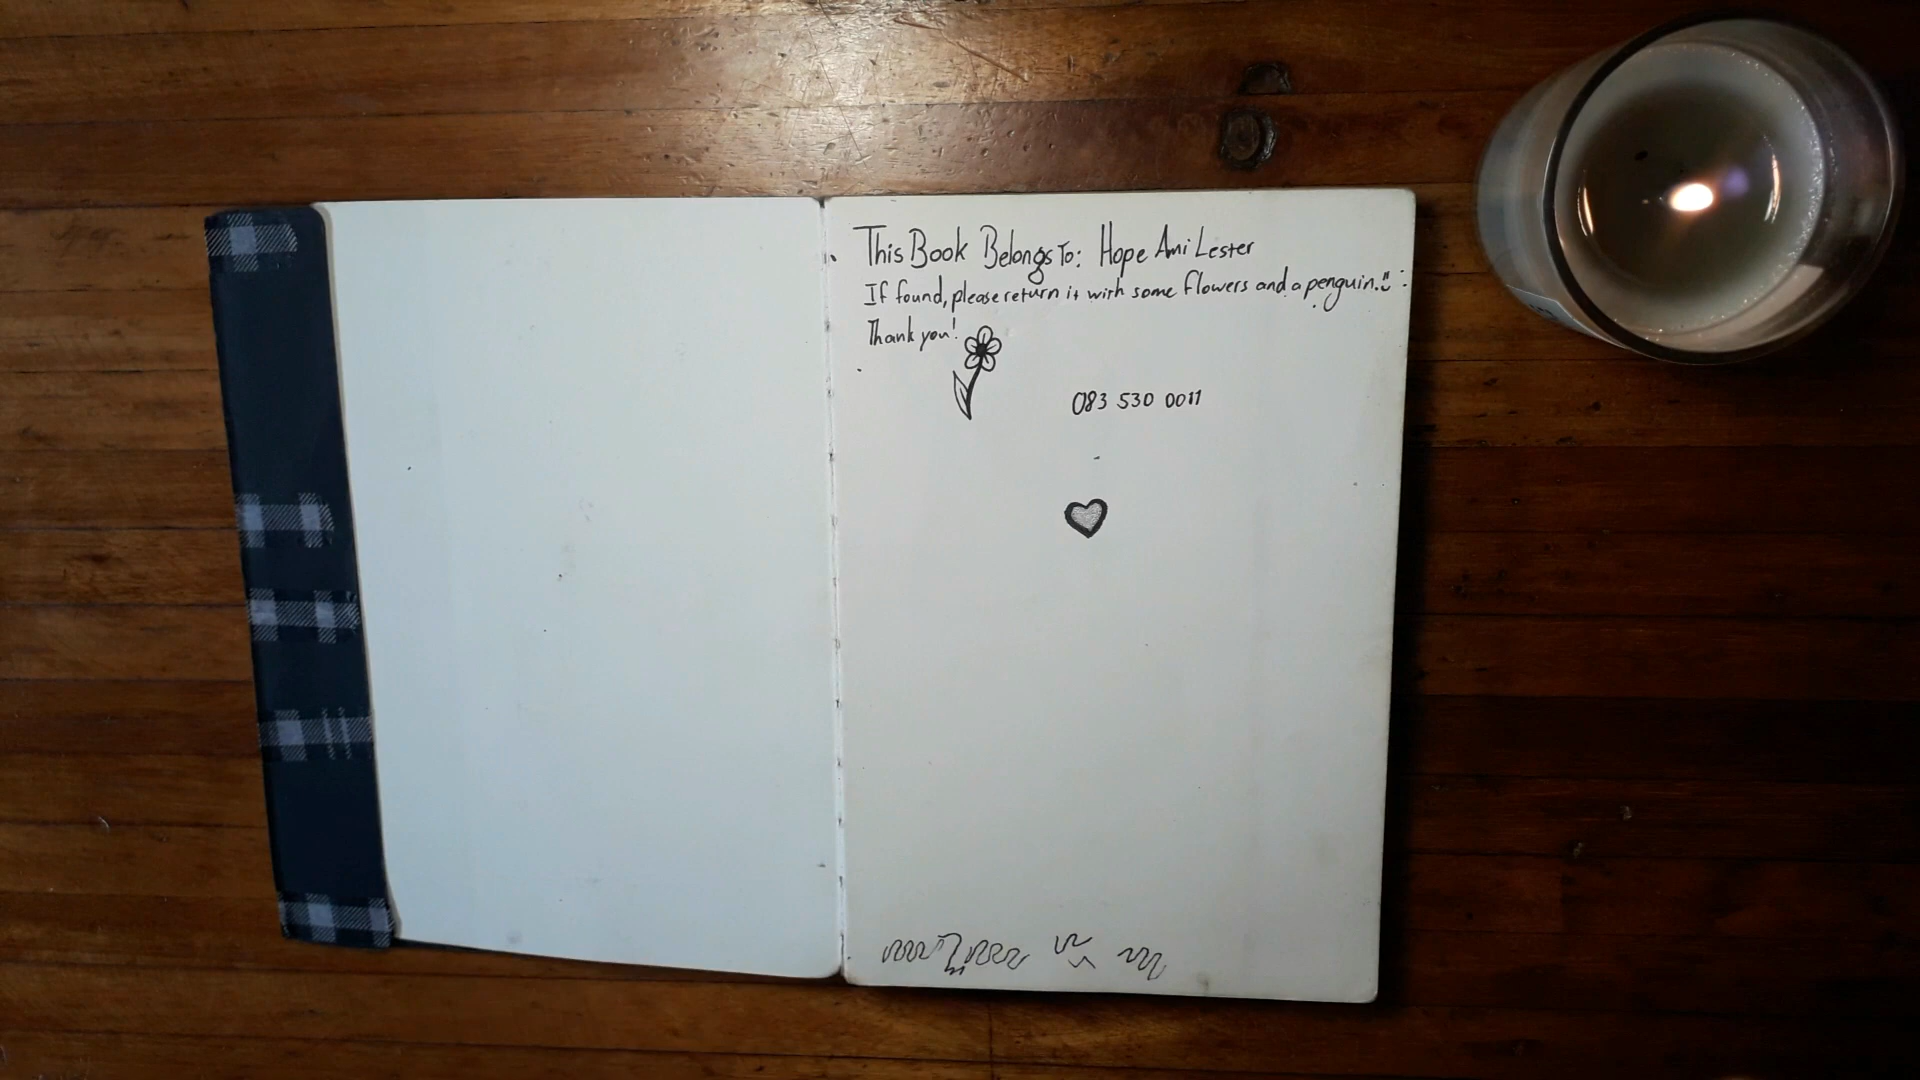 This Book Belongs To: Hope Ami Lester
If found, please return it with some flowers and a penguin.
Thank you!
083 530 0011